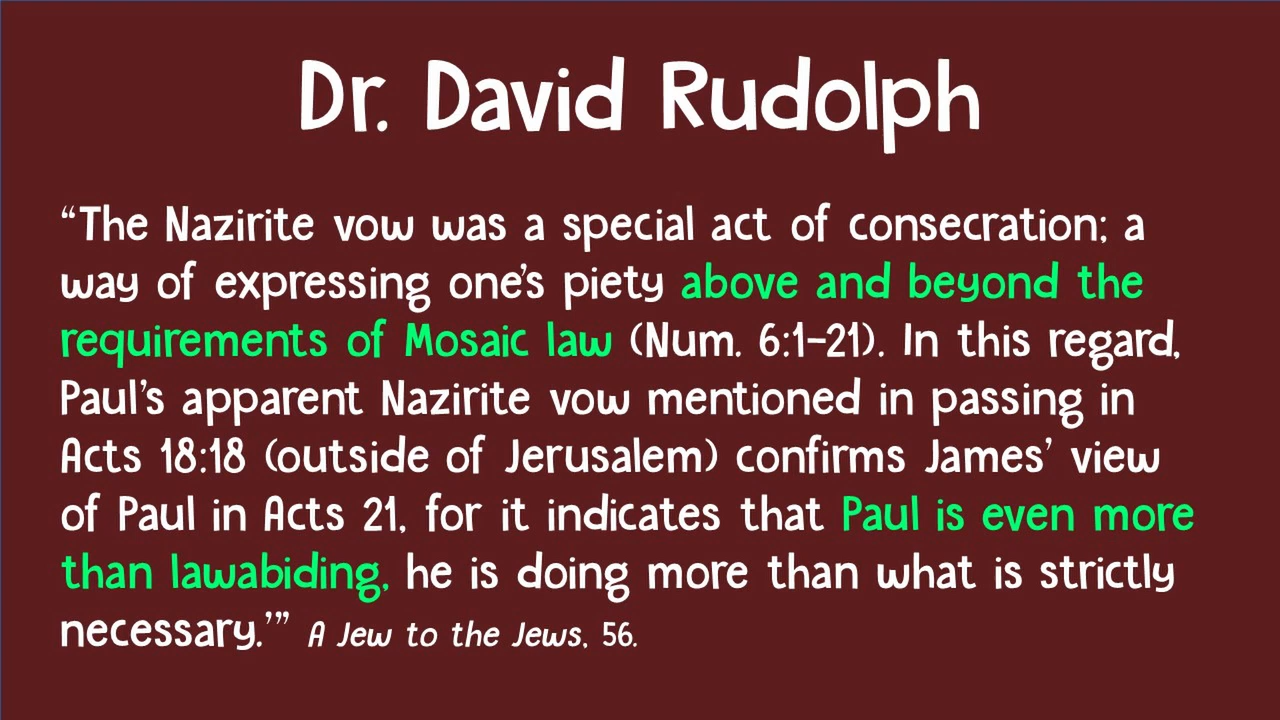 Dr. David Rudolph
“The Nazirite vow was a special act of consecration; a
way of expressing one’s piety above and beyond the
requirements of Mosaic law (Num. 6:1–21). In this regard,
Paul’s apparent Nazirite vow mentioned in passing in
Acts 18:18 (outside of Jerusalem) confirms James’ view
of Paul in Acts 21, for it indicates that Paul is even more
than lawabiding, he is doing more than what is strictly
necessary.’” A Jew to the Jews, 56.